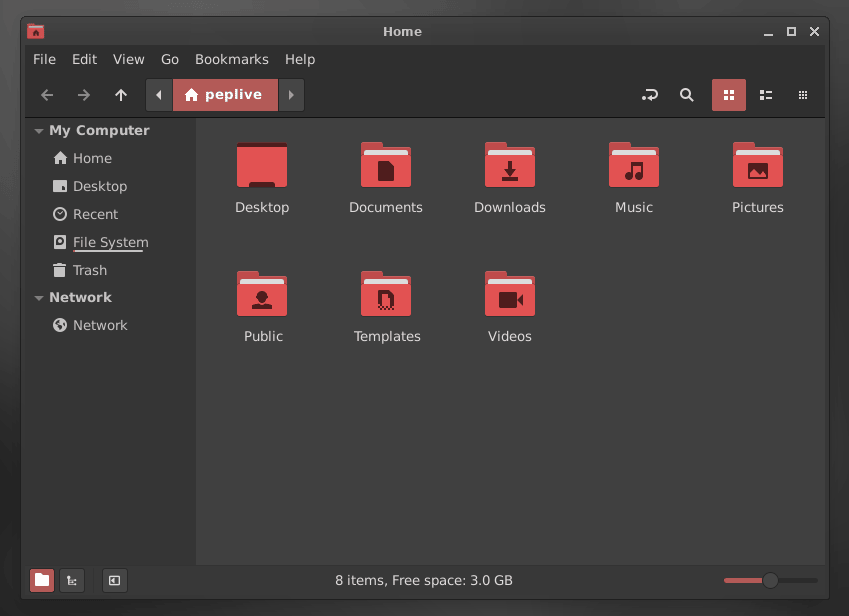 Home
File Edit View Go Bookmarks Help
peplive
My Computer
Home
Desktop
Recent
File System
Trash
Network
Network
Desktop Documents Downloads Music Pictures
Public Templates Videos
8 items, Free space: 3.0 GB